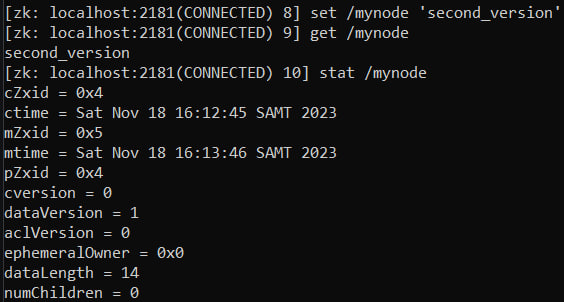 [zk: localhost:2181(CONNECTED) 8] set /mynode 'second_version'
[zk: localhost:2181(CONNECTED) 9] get /mynode
second_version
[zk: localhost:2181(CONNECTED) 10] stat /mynode
cZxid = 0x4
ctime = Sat Nov 18 16:12:45 SAMT 2023
mZxid = 0x5
mtime = Sat Nov 18 16:13:46 SAMT 2023
pZxid = 0x4
cversion = 0
dataVersion = 1
aclVersion = 0
ephemeralOwner = 0x0
dataLength = 14
numChildren = 0